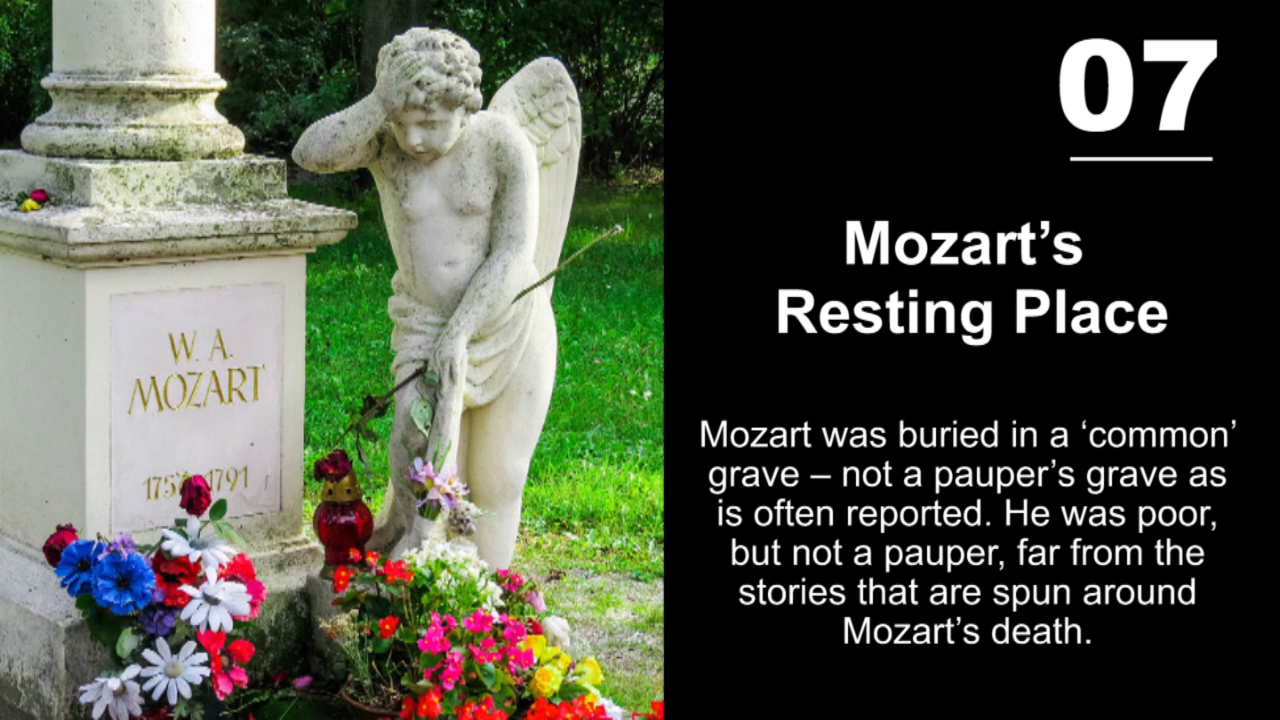 W. A.
MOZART
1791
07
Mozart’s
Resting Place
Mozart was buried in a ‘common’
grave – not a pauper’s grave as
is often reported. He was poor,
but not a pauper, far from the
stories that are spun around
Mozart’s death.